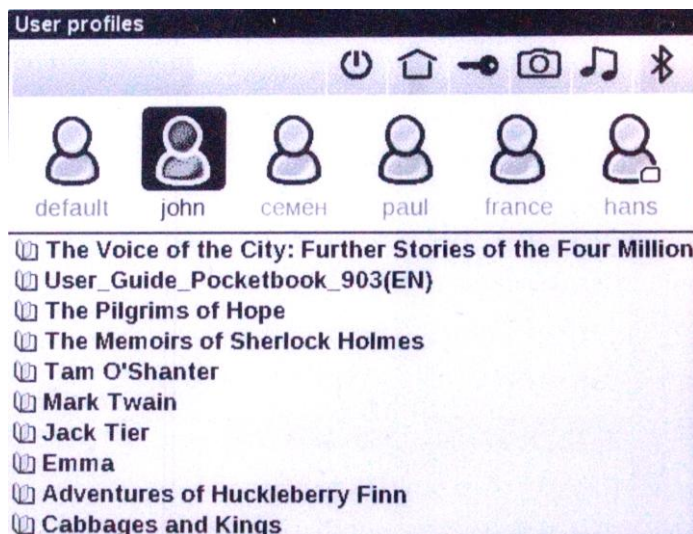 User profiles
default john семен paul france hans
The Voice of the City: Further Stories of the Four Million
User_Guide_Pocketbook_903(EN)
The Pilgrims of Hope
The Memoirs of Sherlock Holmes
Tam O'Shanter
Mark Twain
Jack Tier
Emma
Adventures of Huckleberry Finn
Cabbages and Kings